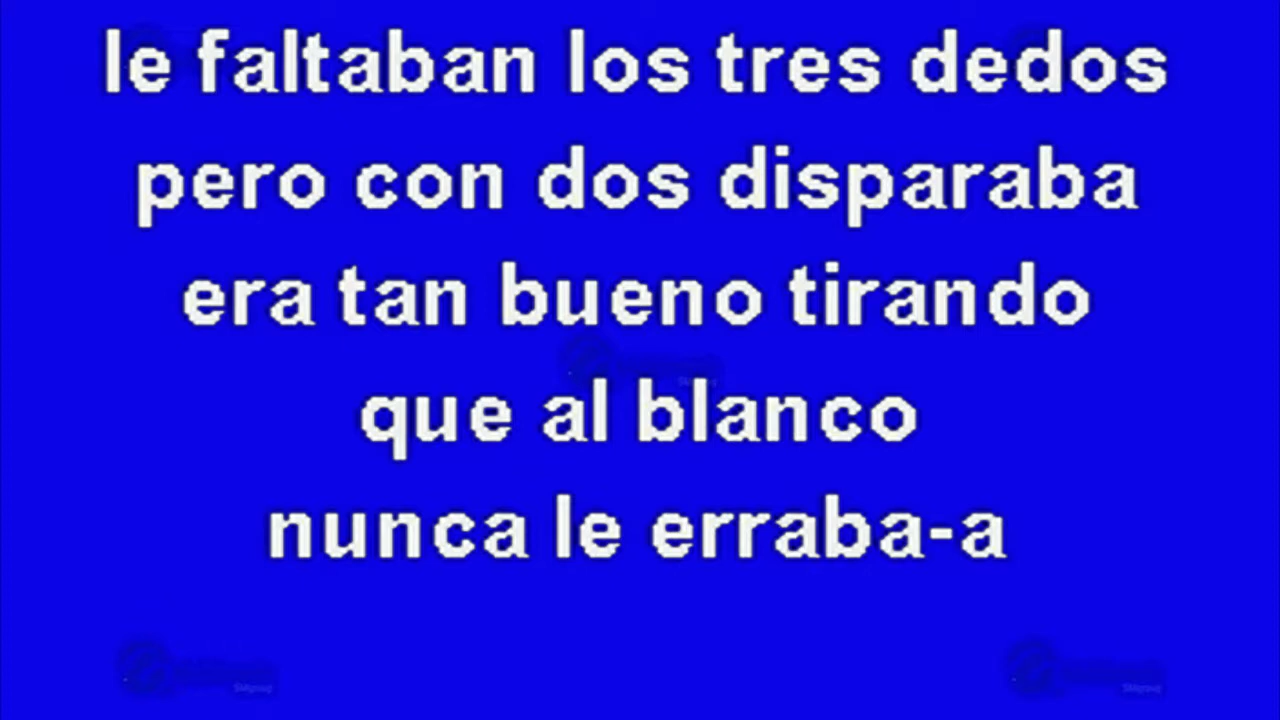 le faltaban los tres dedos
pero con dos disparaba
era tan bueno tirando
que al blanco
nunca le erraba-a